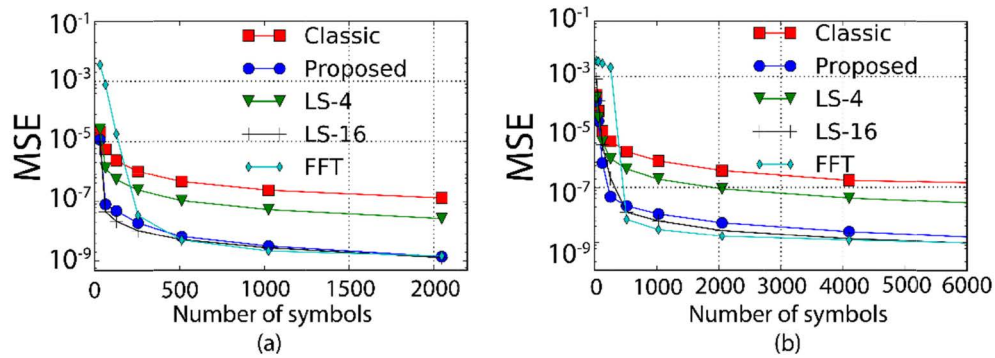 10-1
10-3
10-5
10-7
10-9
MSE
Classic
Proposed
LS-4
LS-16
FFT
0 500 1000 1500 2000
Number of symbols
(a)
10-1
10-3
10-5
10-7
10-9
MSE
Classic
Proposed
LS-4
LS-16
FFT
0 1000 2000 3000 4000 5000 6000
Number of symbols
(b)